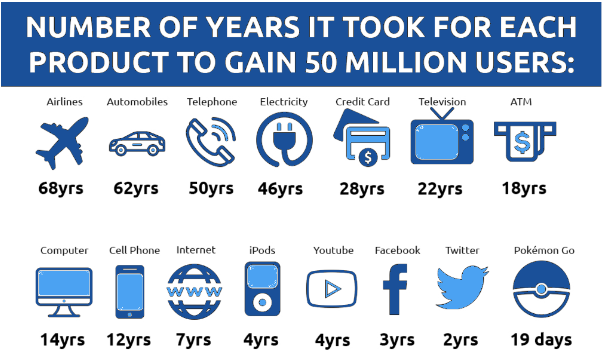 NUMBER OF YEARS IT TOOK FOR EACH
PRODUCT TO GAIN 50 MILLION USERS:
Airlines Automobiles Telephone Electricity Credit Card Television ATM
$ $
68yrs 62yrs 50yrs 46yrs 28yrs 22yrs 18yrs
Computer Cell Phone Internet iPods Youtube Facebook Twitter Pokémon Go
www f
14yrs 12yrs 7yrs 4yrs 4yrs 3yrs 2yrs 19 days